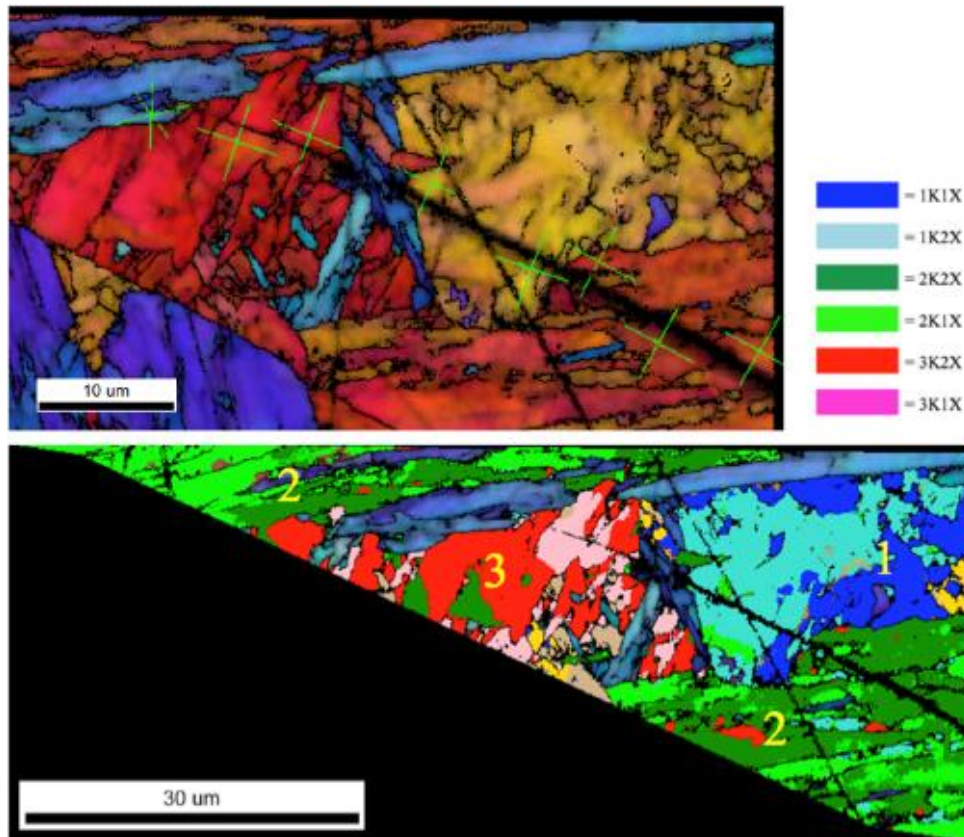 10 um
= 1K1X
= 1K2X
= 2K2X
= 2K1X
= 3K2X
= 3K1X
2
3
1
2
30 um